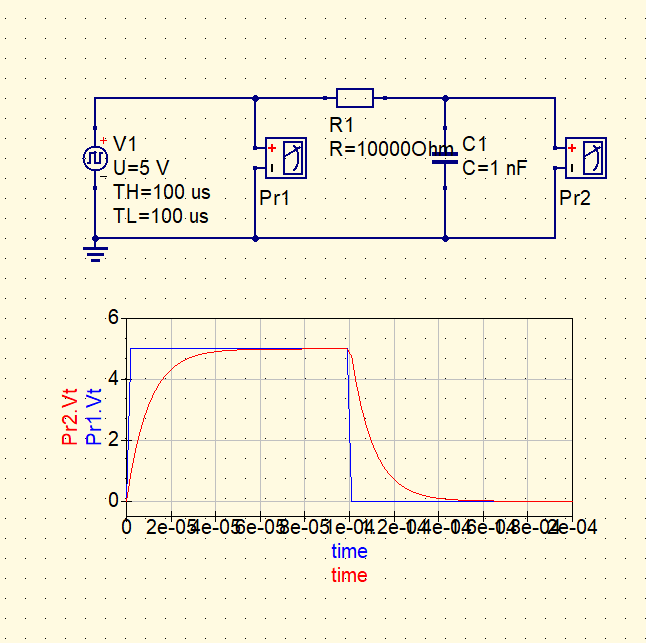 V1
U=5 V
TH=100 us
TL=100 us
Pr1
R1
R=10000Ohm
C1
C=1 nF
Pr2
6
4
2
0
Pr2.Vt
Pr1.Vt
0 2e-05 4e-05 6e-05 8e-05 1e-04 1.2e-04 1.4e-04 1.6e-04 1.8e-04 2e-04
time
time